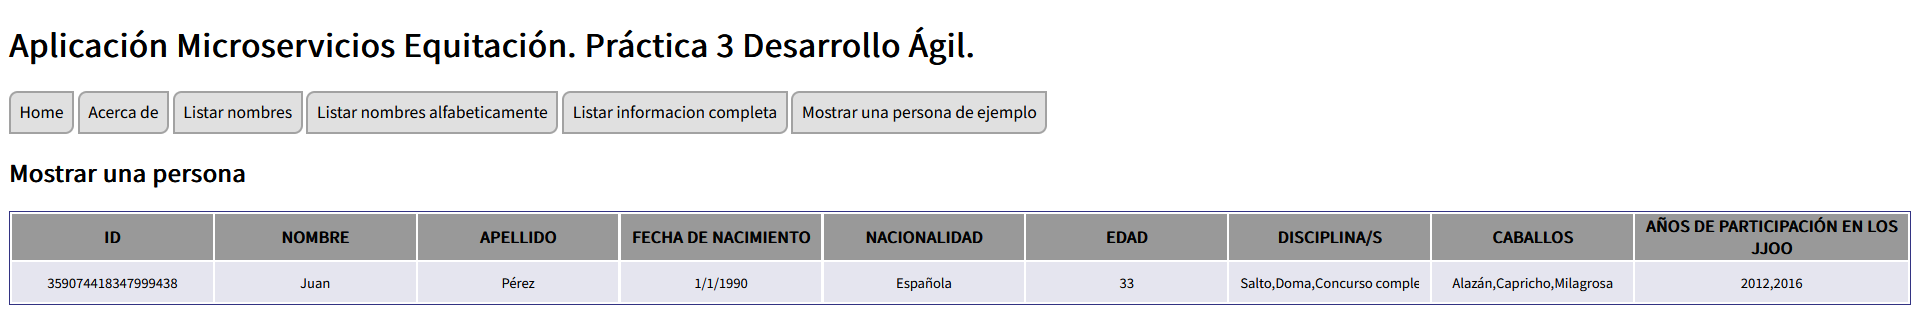 Aplicación Microservicios Equitación. Práctica 3 Desarrollo Ágil.
Home Acerca de Listar nombres Listar nombres alfabeticamente Listar informacion completa Mostrar una persona de ejemplo
Mostrar una persona
ID NOMBRE APELLIDO FECHA DE NACIMIENTO NACIONALIDAD EDAD DISCIPLINA/S CABALLOS AÑOS DE PARTICIPACIÓN EN LOS
JJOO
359074418347999438 Juan Pérez 1/1/1990 Española 33 Salto,Doma,Concurso comple Alazán,Capricho,Milagrosa 2012,2016